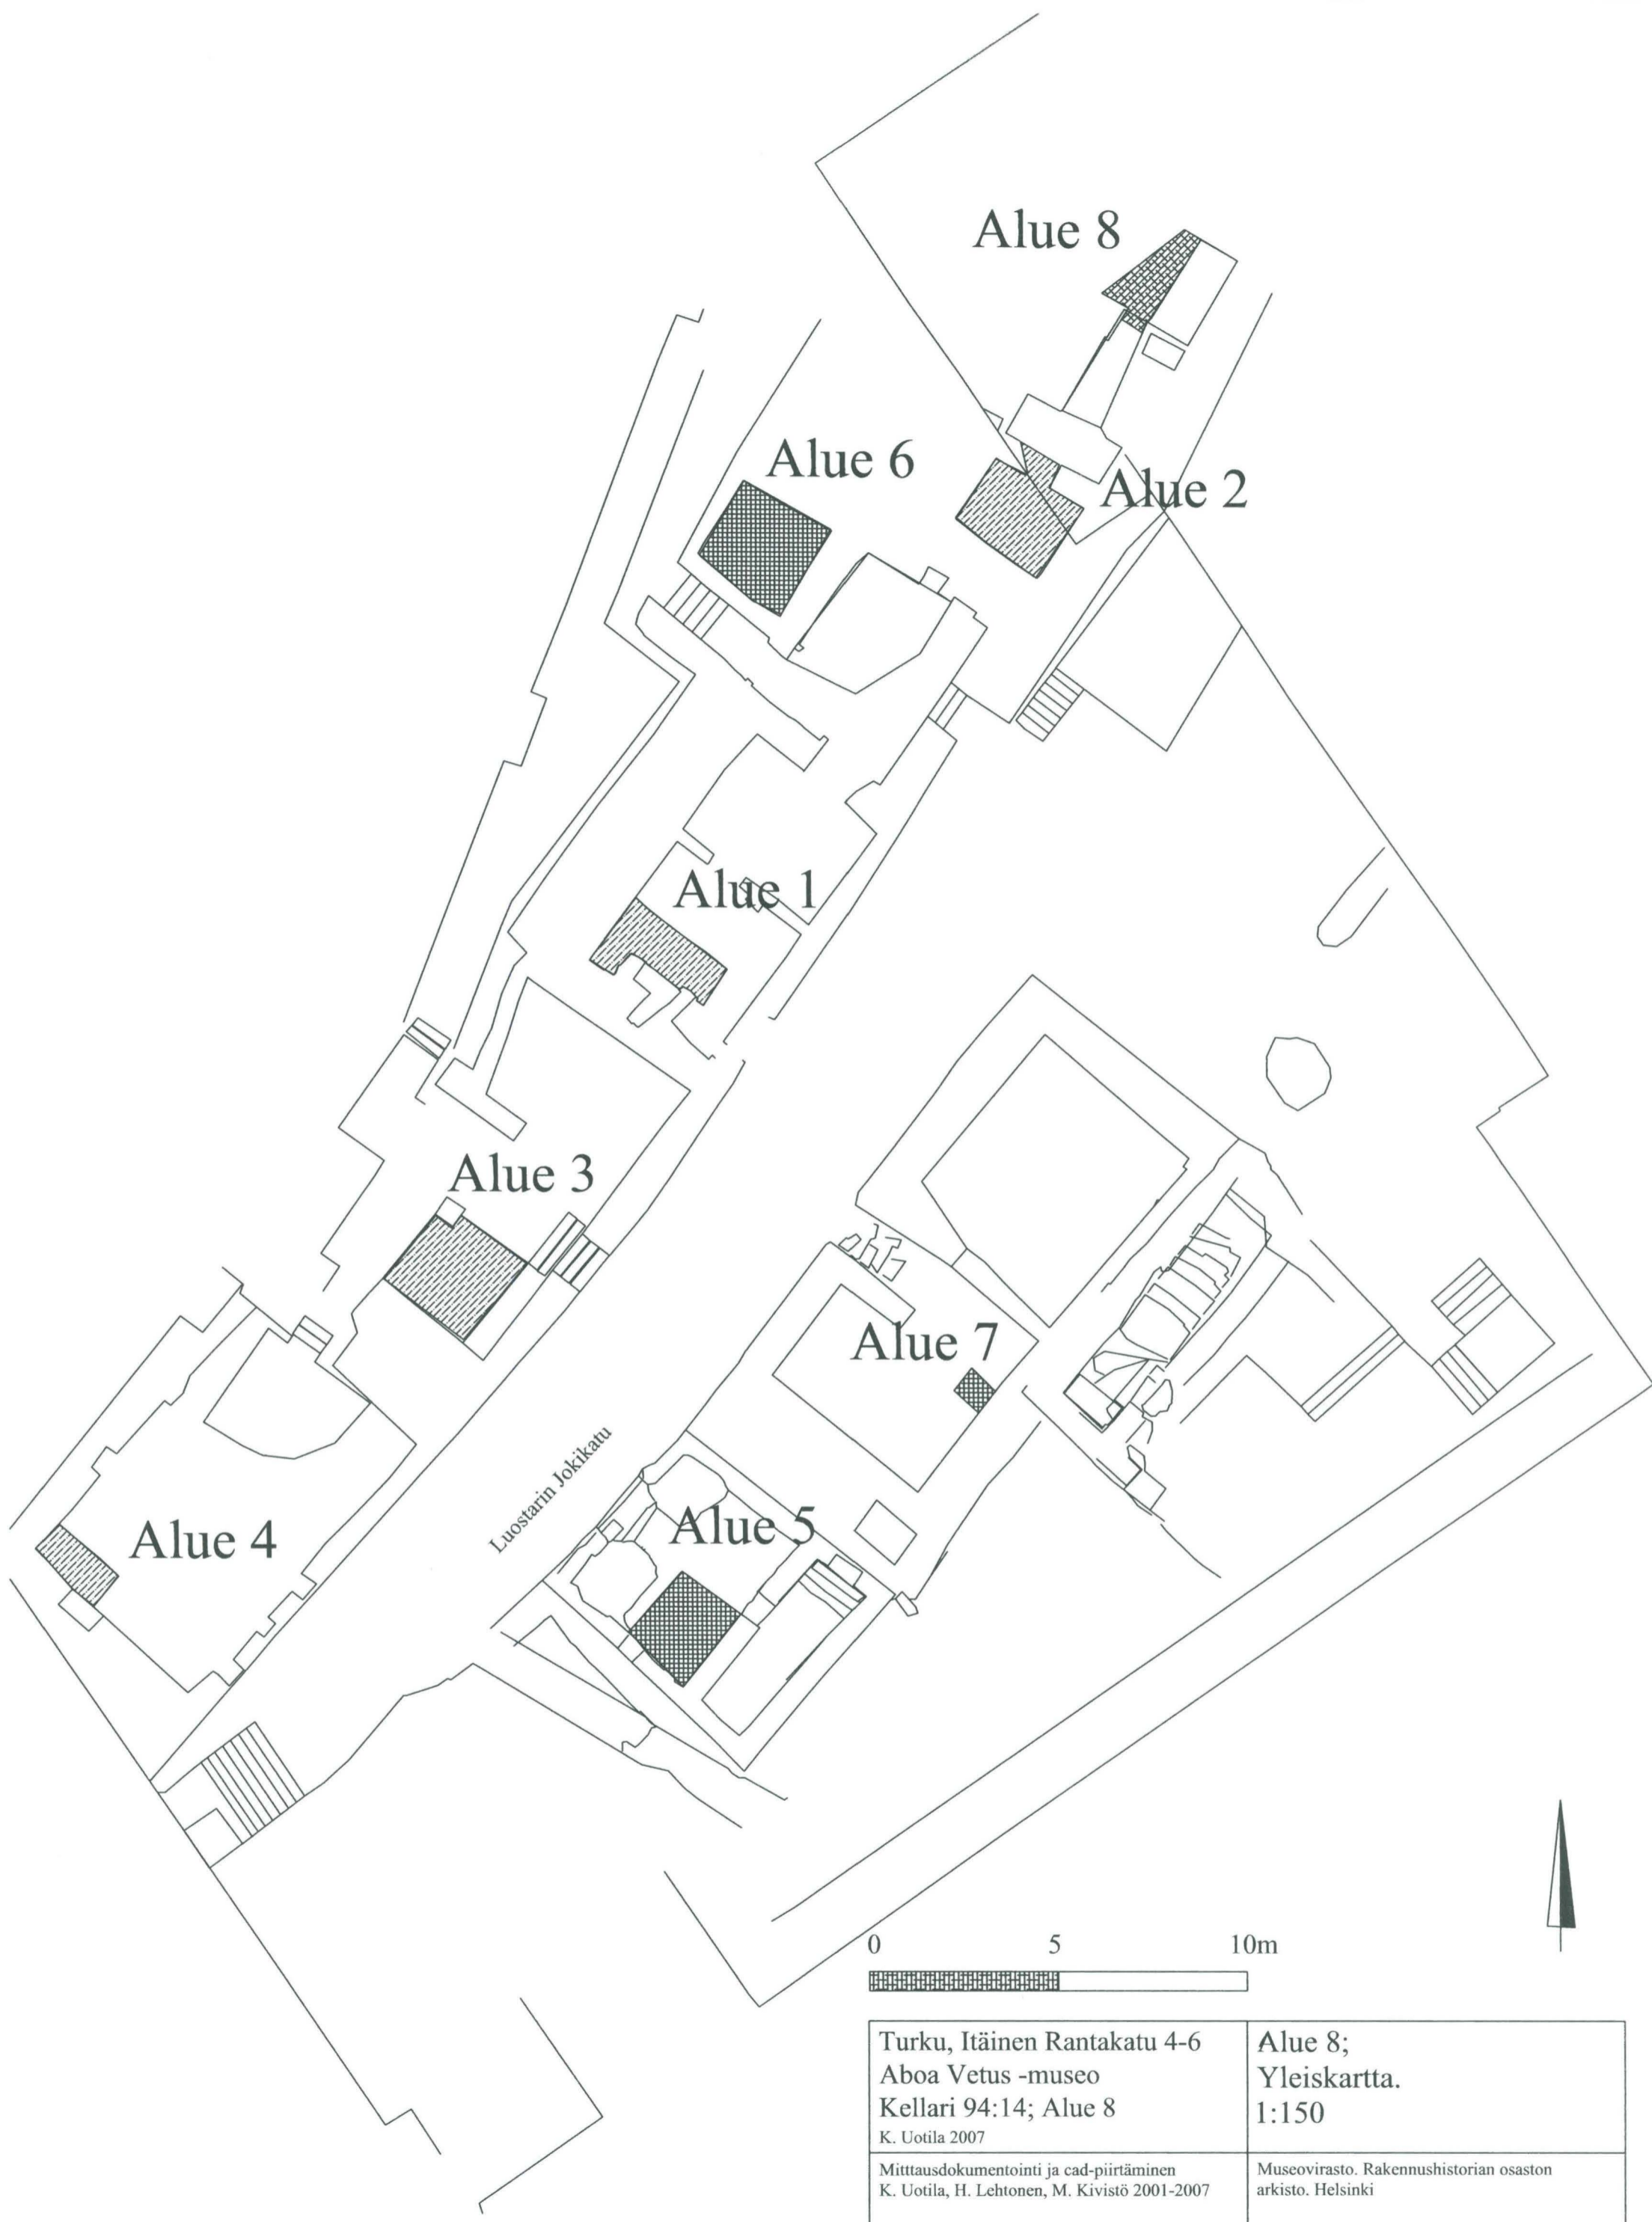 Alue 8
Alue 6
Alue 2
Alue 1
Alue 3
Alue 7
Luostarin Jokikatu
Alue 5
Alue 4
0 5 10m
Turku, Itäinen Rantakatu 4-6
Aboa Vetus -museo
Kellari 94:14; Alue 8
K. Uotila 2007
Alue 8;
Yleiskartta.
1:150
Mitttausdokumentointi ja cad-piirtäminen
K. Uotila, H. Lehtonen, M. Kivistö 2001-2007
Museovirasto. Rakennushistorian osaston
arkisto. Helsinki